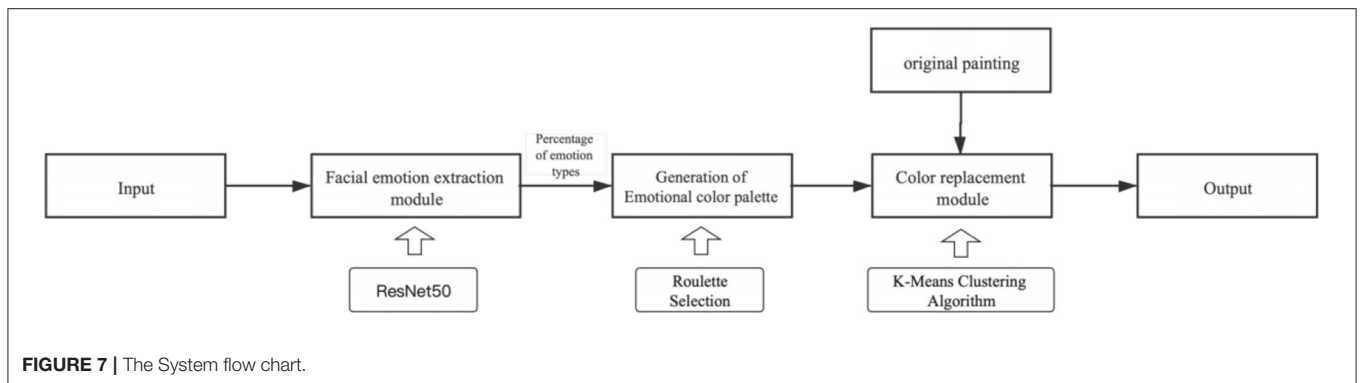 original painting
Input
Facial emotion extraction
module
Percentage
of emotion
types
Generation of
Emotional color palette
Color replacement
module
Output
ResNet50
Roulette
Selection
K-Means Clustering
Algorithm
FIGURE 7 | The System flow chart.